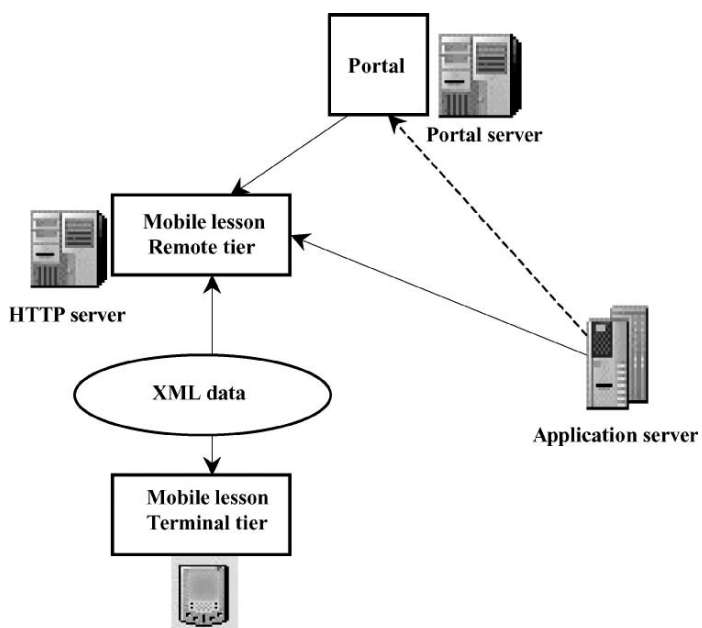 Portal
Portal server
Mobile lesson
Remote tier
HTTP server
XML data
Application server
Mobile lesson
Terminal tier